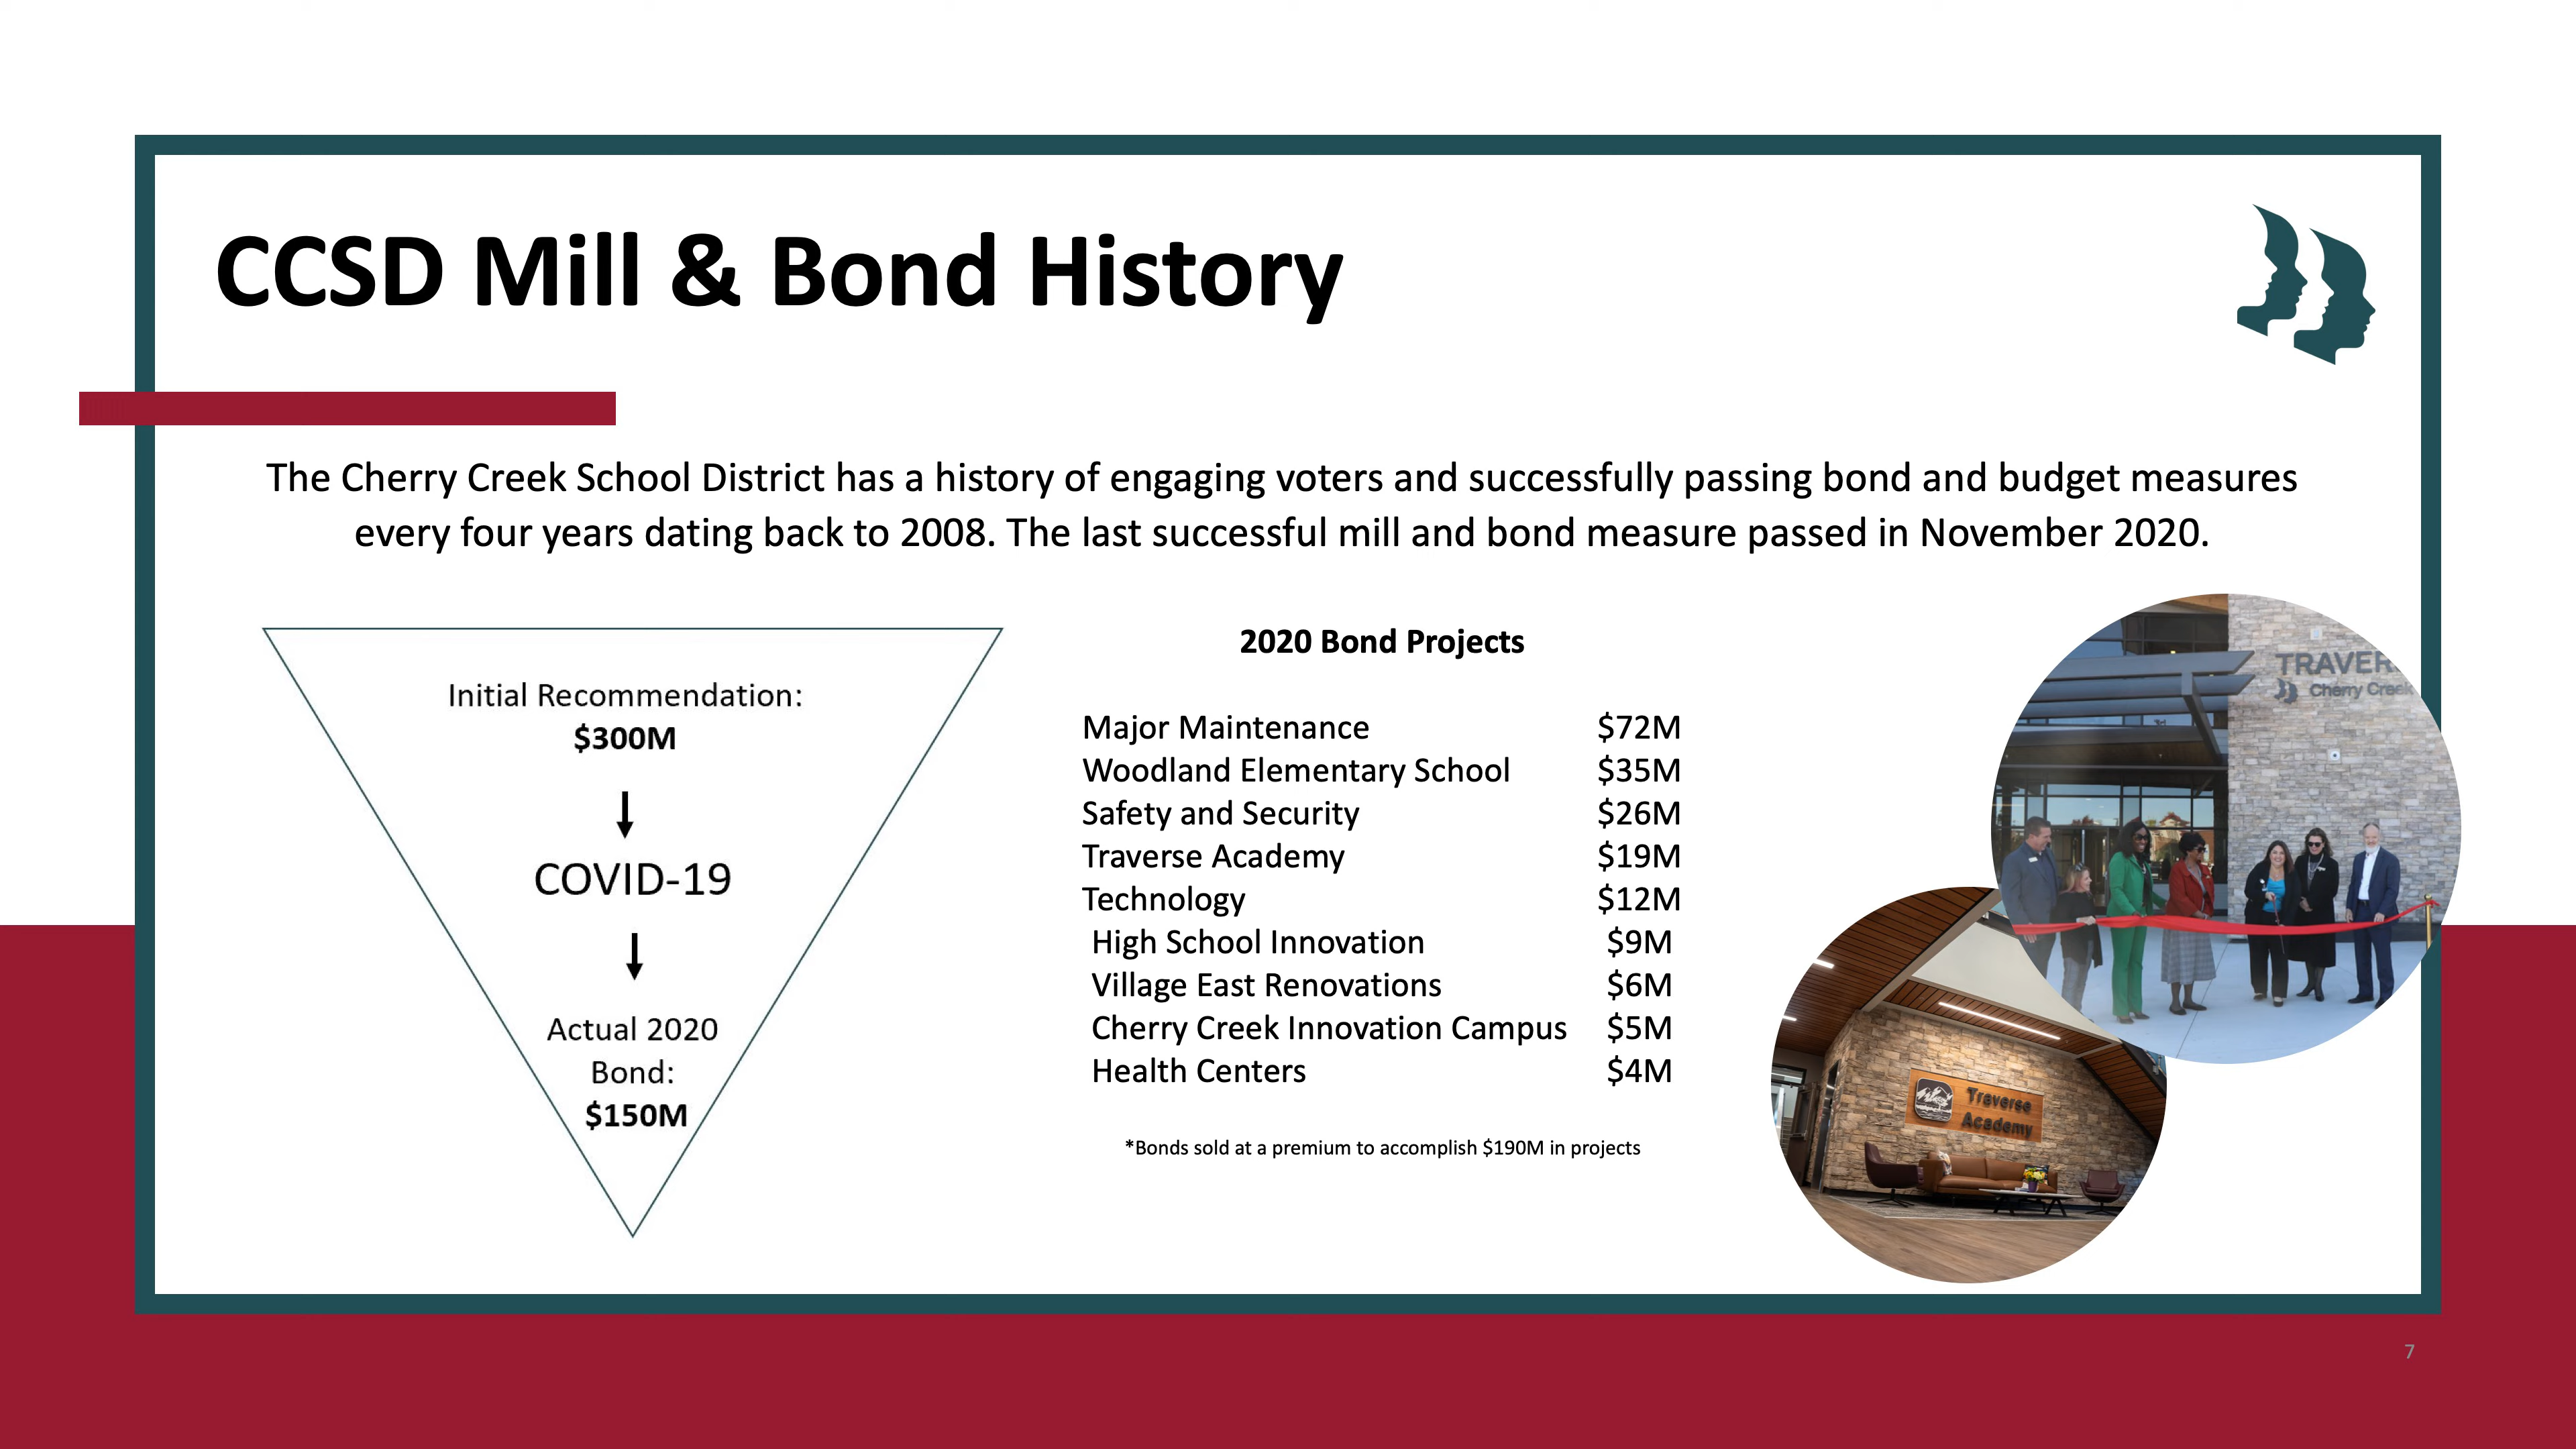 CCSD Mill & Bond History
The Cherry Creek School District has a history of engaging voters and successfully passing bond and budget measures
every four years dating back to 2008. The last successful mill and bond measure passed in November 2020.
Initial Recommendation:
$300M
COVID-19
Actual 2020
Bond:
$150M
2020 Bond Projects
Major Maintenance $72M
Woodland Elementary School $35M
Safety and Security $26M
Traverse Academy $19M
Technology $12M
High School Innovation $9M
Village East Renovations $6M
Cherry Creek Innovation Campus $5M
Health Centers $4M
*Bonds sold at a premium to accomplish $190M in projects
TRAVER
Cherry Creek
Traverse
Academy
7